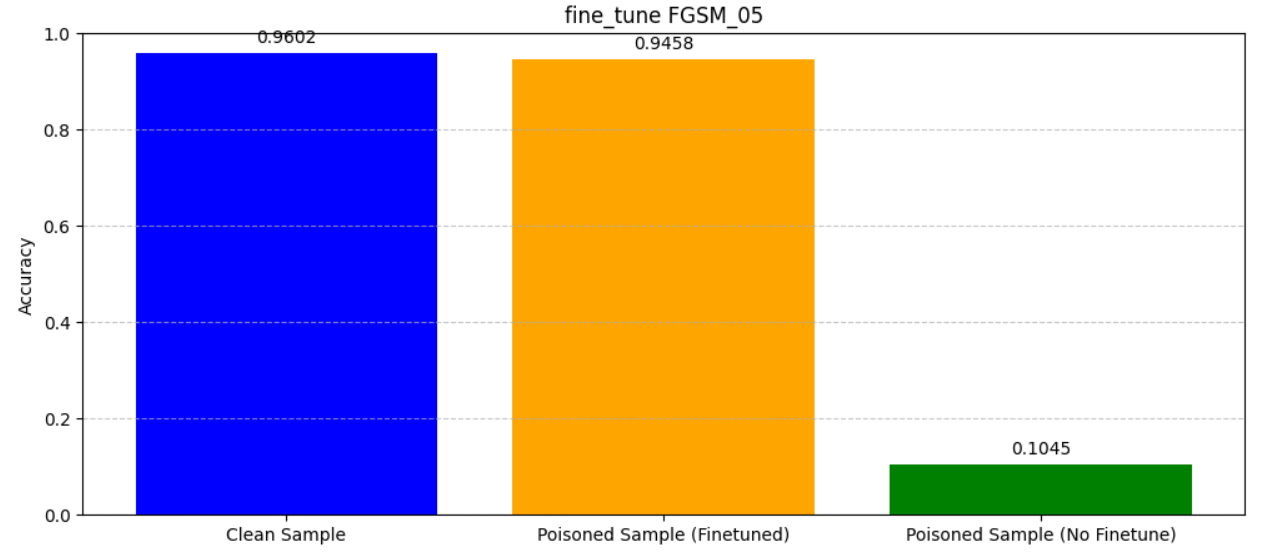 fine_tune FGSM_05
Accuracy
1.0
0.8
0.6
0.4
0.2
0.0
0.9602
0.9458
0.1045
Clean Sample
Poisoned Sample (Finetuned)
Poisoned Sample (No Finetune)